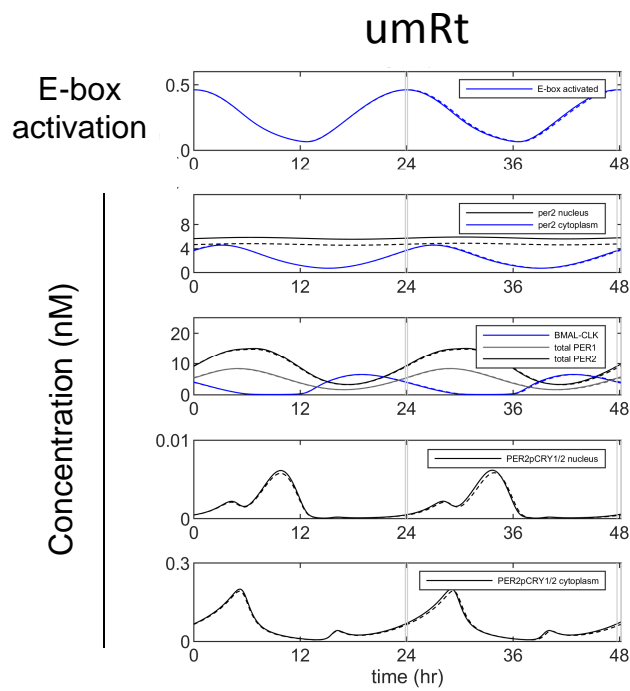 umRt
E-box
activation
0.5
0
E-box activated
0 12 24 36 48
8
4
0
per2 nucleus
per2 cytoplasm
0 12 24 36 48
Concentration (nM)
20
10
0
BMAL-CLK
total PER1
total PER2
0 12 24 36 48
0.01
0
PER2pCRY1/2 nucleus
0 12 24 36 48
0.3
0
PER2pCRY1/2 cytoplasm
0 12 24 36 48
time (hr)